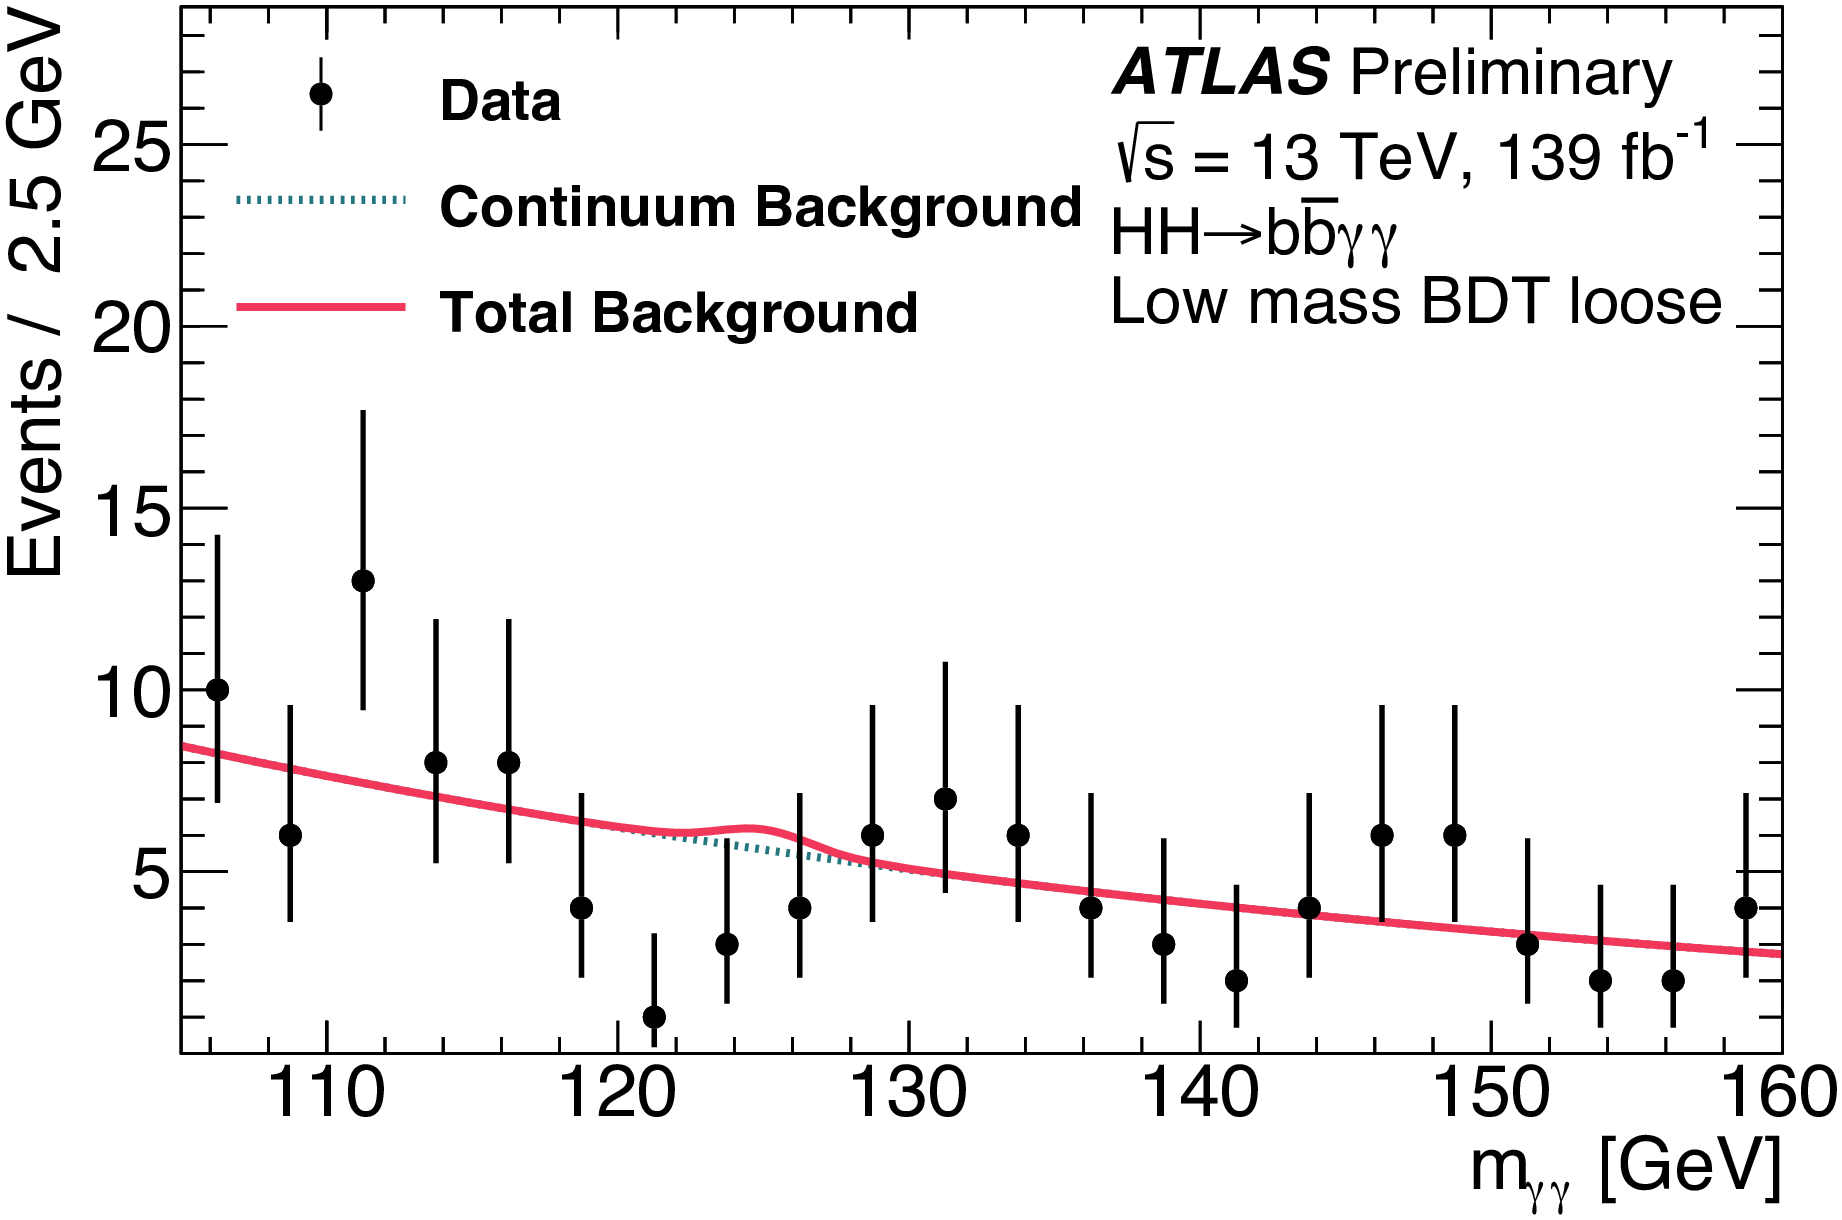 Events / 2.5 GeV
25
20
15
10
5
Data
Continuum Background
Total Background
ATLAS Preliminary
√s = 13 TeV, 139 fb⁻¹
HH→bb̅γγ
Low mass BDT loose
110 120 130 140 150 160
mγγ [GeV]